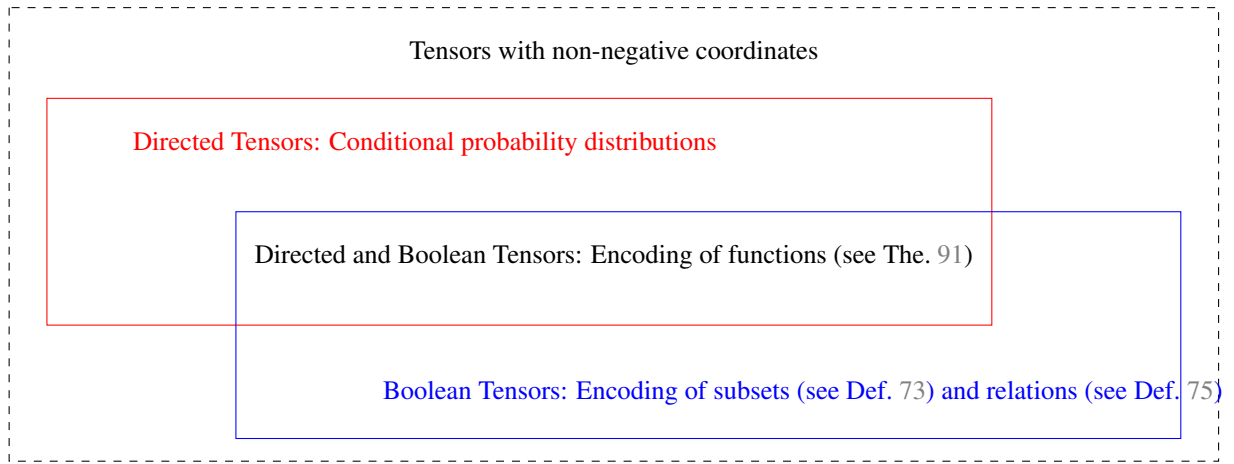 Tensors with non-negative coordinates
Directed Tensors: Conditional probability distributions
Directed and Boolean Tensors: Encoding of functions (see The. 91)
Boolean Tensors: Encoding of subsets (see Def. 73) and relations (see Def. 75)